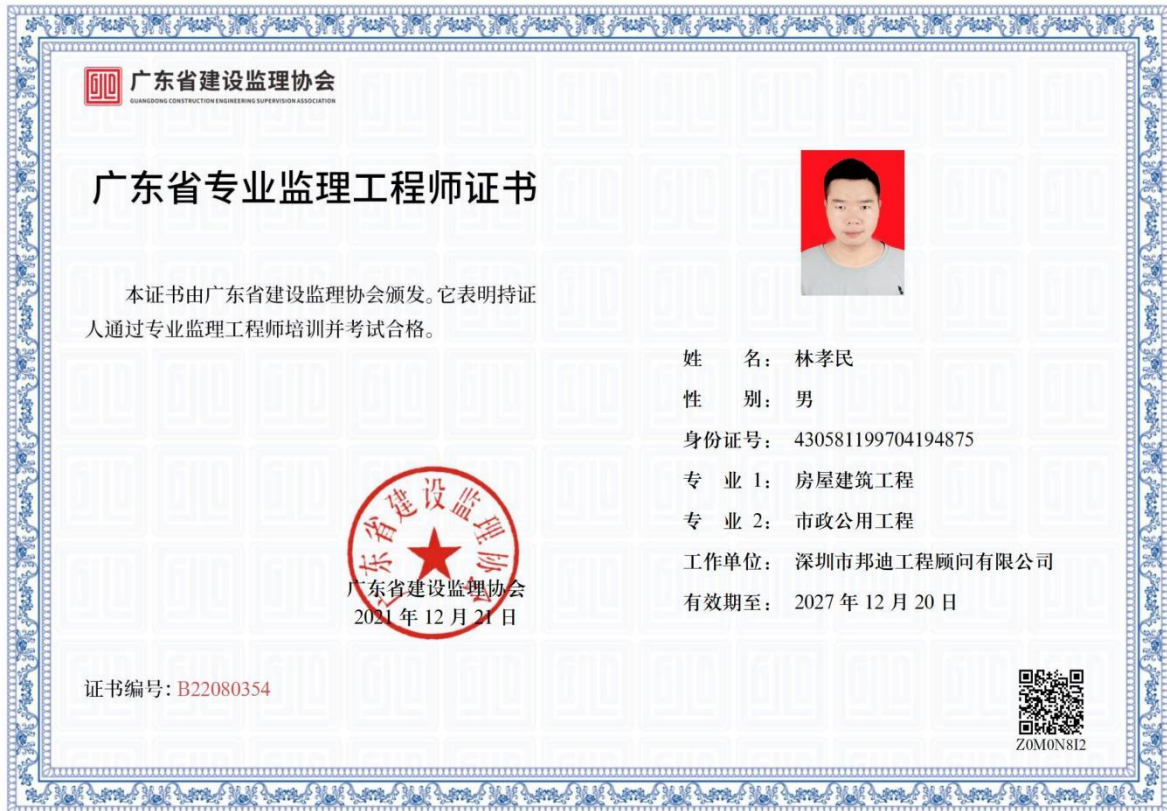 广东省建设监理协会
GUANGDONG CONSTRUCTION ENGINEERING SUPERVISION ASSOCIATION
广东省专业监理工程师证书
本证书由广东省建设监理协会颁发。它表明持证
人通过专业监理工程师培训并考试合格。
广东省建设监理协会
广东省建设监理协会
2021 年 12 月 21 日
证书编号: B22080354
姓 名: 林孝民
性 别: 男
身份证号: 430581199704194875
专 业 1: 房屋建筑工程
专 业 2: 市政公用工程
工作单位: 深圳市邦迪工程顾问有限公司
有效期至: 2027 年 12 月 20 日
Z0M0N8I2